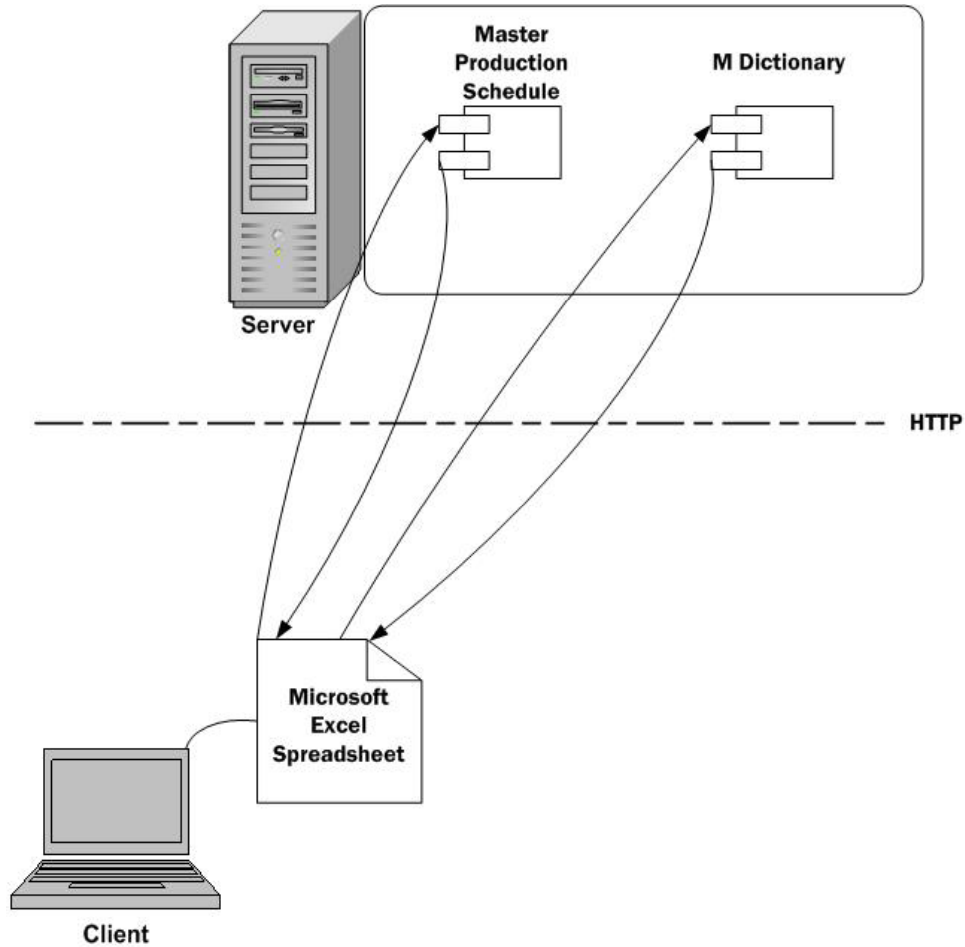 Master
Production
Schedule
M Dictionary
Server
HTTP
Microsoft
Excel
Spreadsheet
Client